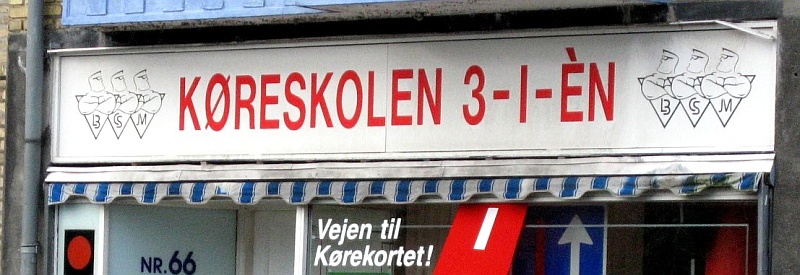 KØRESKOLEN 3-I-ÈN
NR. 66
Vejen til
Kørekortet!